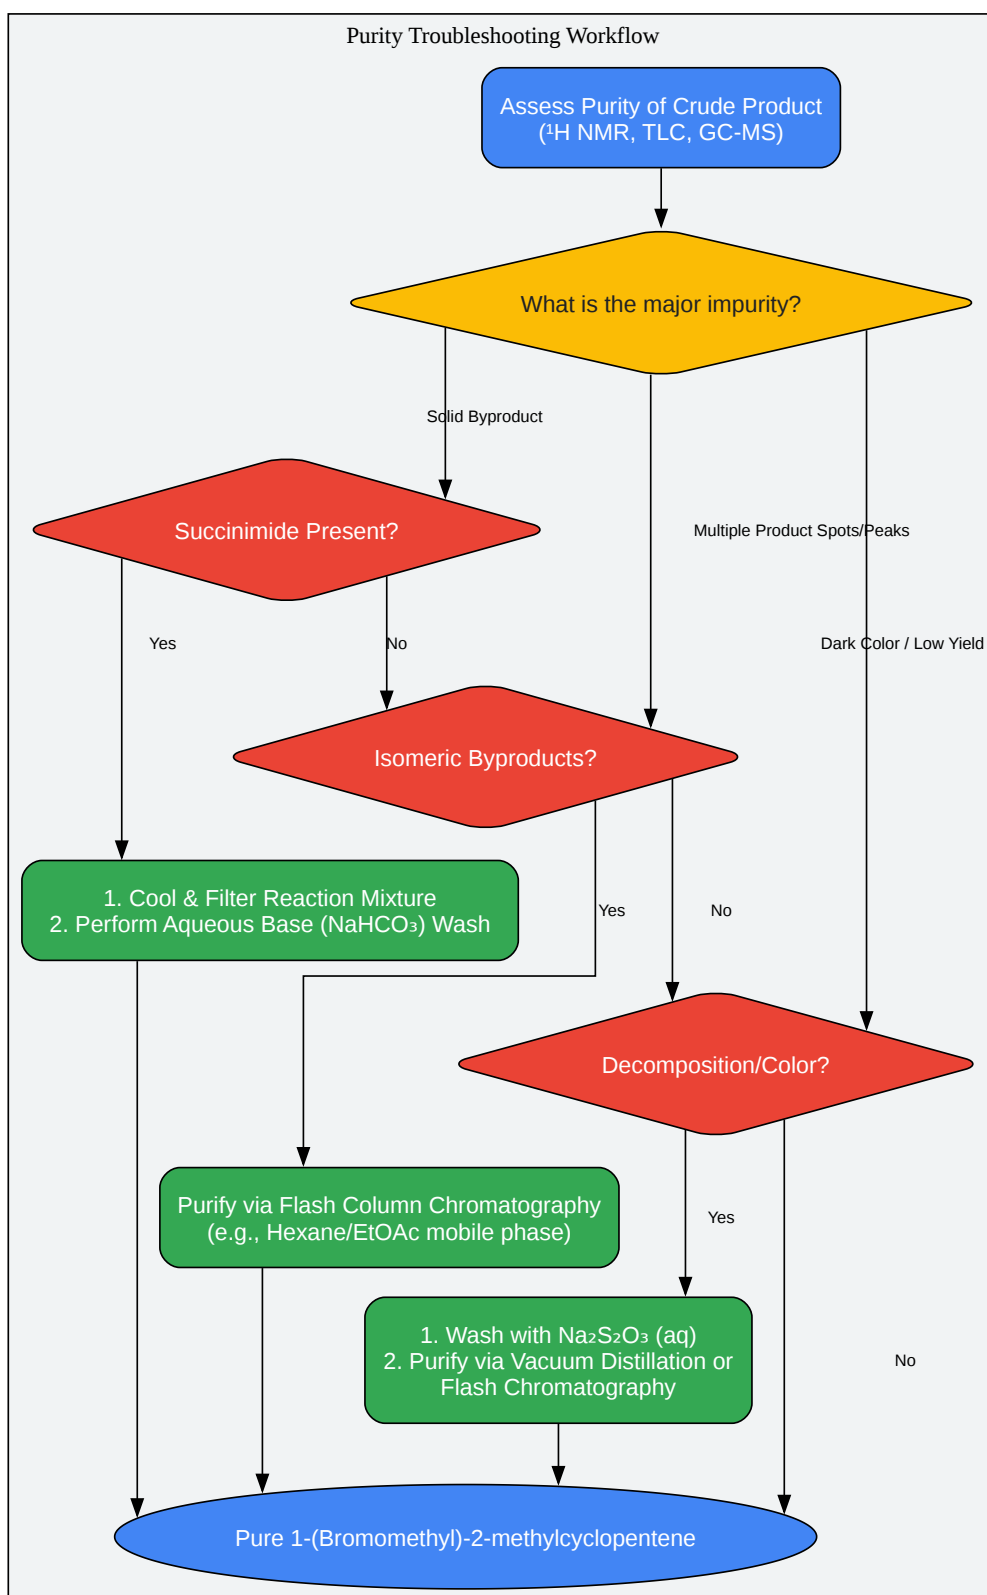 Purity Troubleshooting Workflow
Assess Purity of Crude Product
(¹H NMR, TLC, GC-MS)
What is the major impurity?
Solid Byproduct
Succinimide Present?
Multiple Product Spots/Peaks
Yes
No
Dark Color / Low Yield
Isomeric Byproducts?
1. Cool & Filter Reaction Mixture
2. Perform Aqueous Base (NaHCO₃) Wash
Yes
No
Decomposition/Color?
Purify via Flash Column Chromatography
(e.g., Hexane/EtOAc mobile phase)
Yes
1. Wash with Na₂S₂O₃ (aq)
2. Purify via Vacuum Distillation or
Flash Chromatography
No
Pure 1-(Bromomethyl)-2-methylcyclopentene